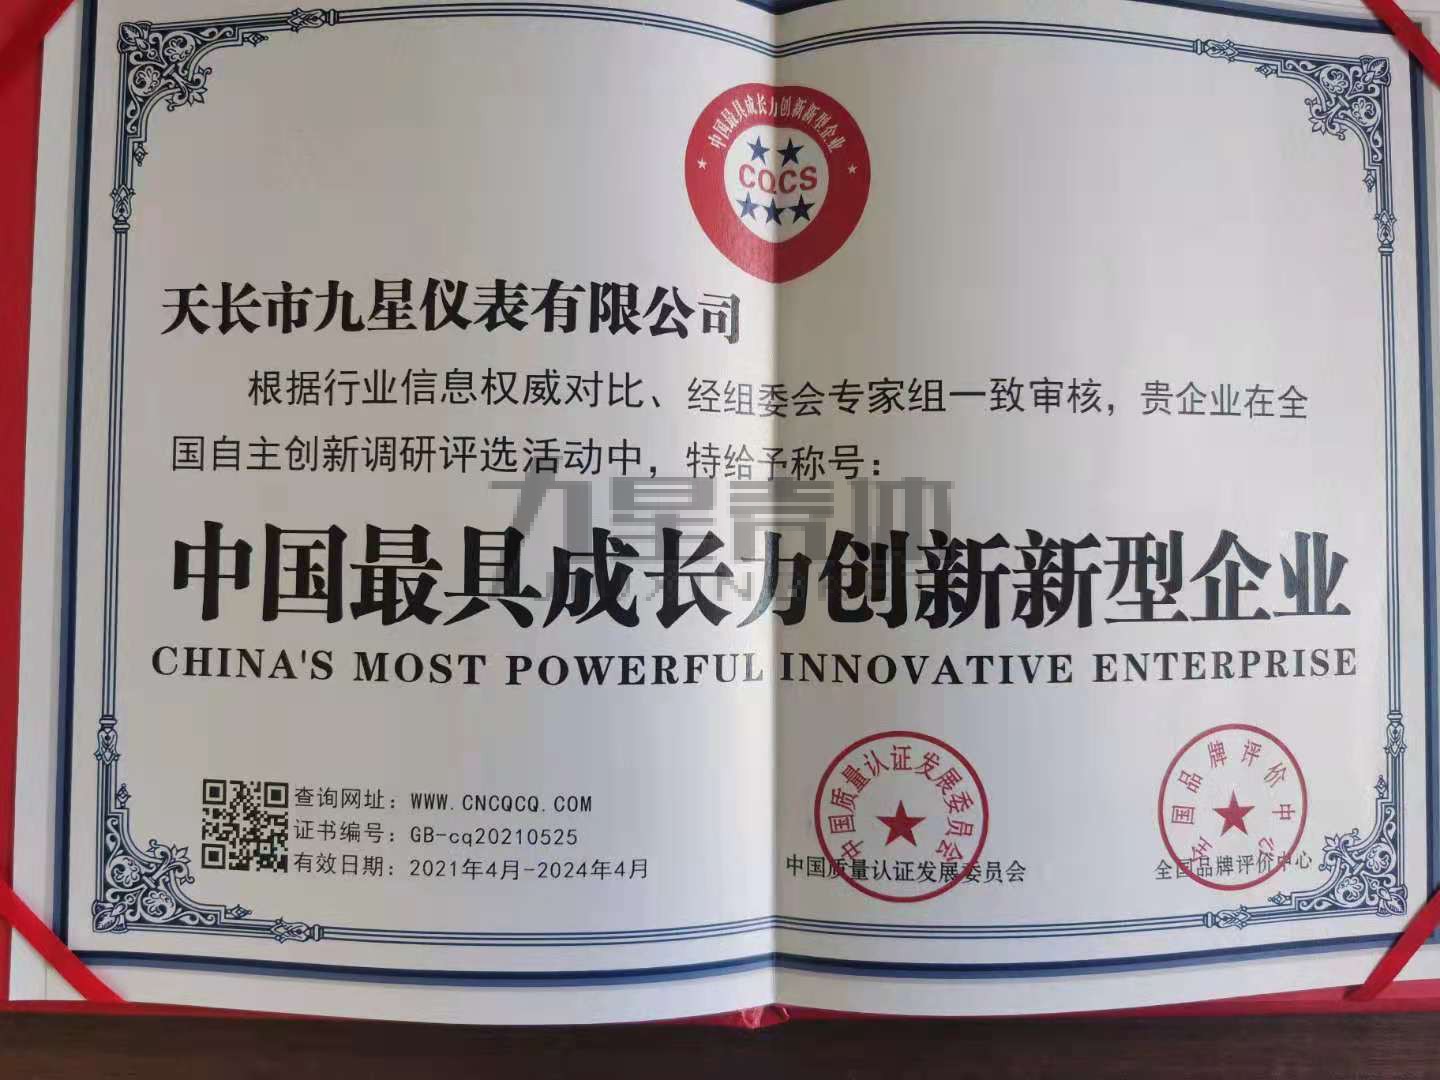 中国最具成长力创新新型企业
CQCS
天长市九星仪表有限公司
根据行业信息权威对比、经组委会专家组一致审核，贵企业在全
国自主创新调研评选活动中，特给予称号：
中国最具成长力创新新型企业
CHINA'S MOST POWERFUL INNOVATIVE ENTERPRISE
查询网址：WWW.CNCQCQ.COM
证书编号：GB-cq20210525
有效日期：2021年4月-2024年4月
中国质量认证发展委员会
中国质量认证发展委员会
全国品牌评价中心
全国品牌评价中心